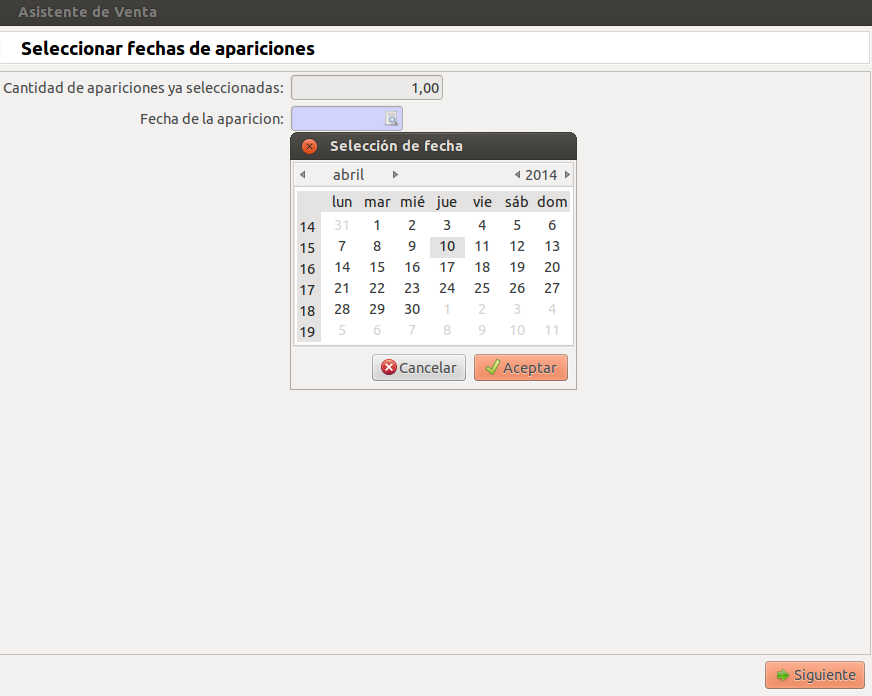 Asistente de Venta
Seleccionar fechas de apariciones
Cantidad de apariciones ya seleccionadas: 1,00
Fecha de la aparicion:
Selección de fecha
abril 2014
lun mar mié jue vie sáb dom
14 31 1 2 3 4 5 6
15 7 8 9 10 11 12 13
16 14 15 16 17 18 19 20
17 21 22 23 24 25 26 27
18 28 29 30 1 2 3 4
19 5 6 7 8 9 10 11
Cancelar Aceptar
Siguiente